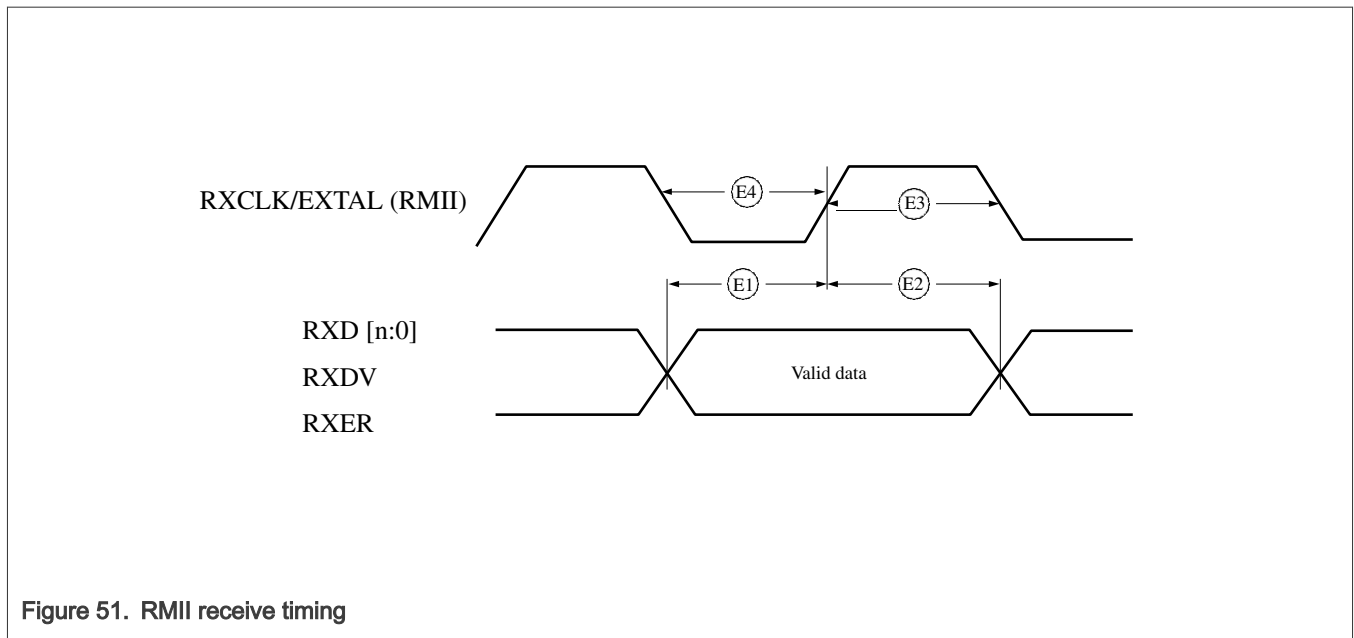 RXCLK/EXTAL (RMII)
E4
E3
E1
E2
RXD [n:0]
RXDV
Valid data
RXER
Figure 51. RMII receive timing